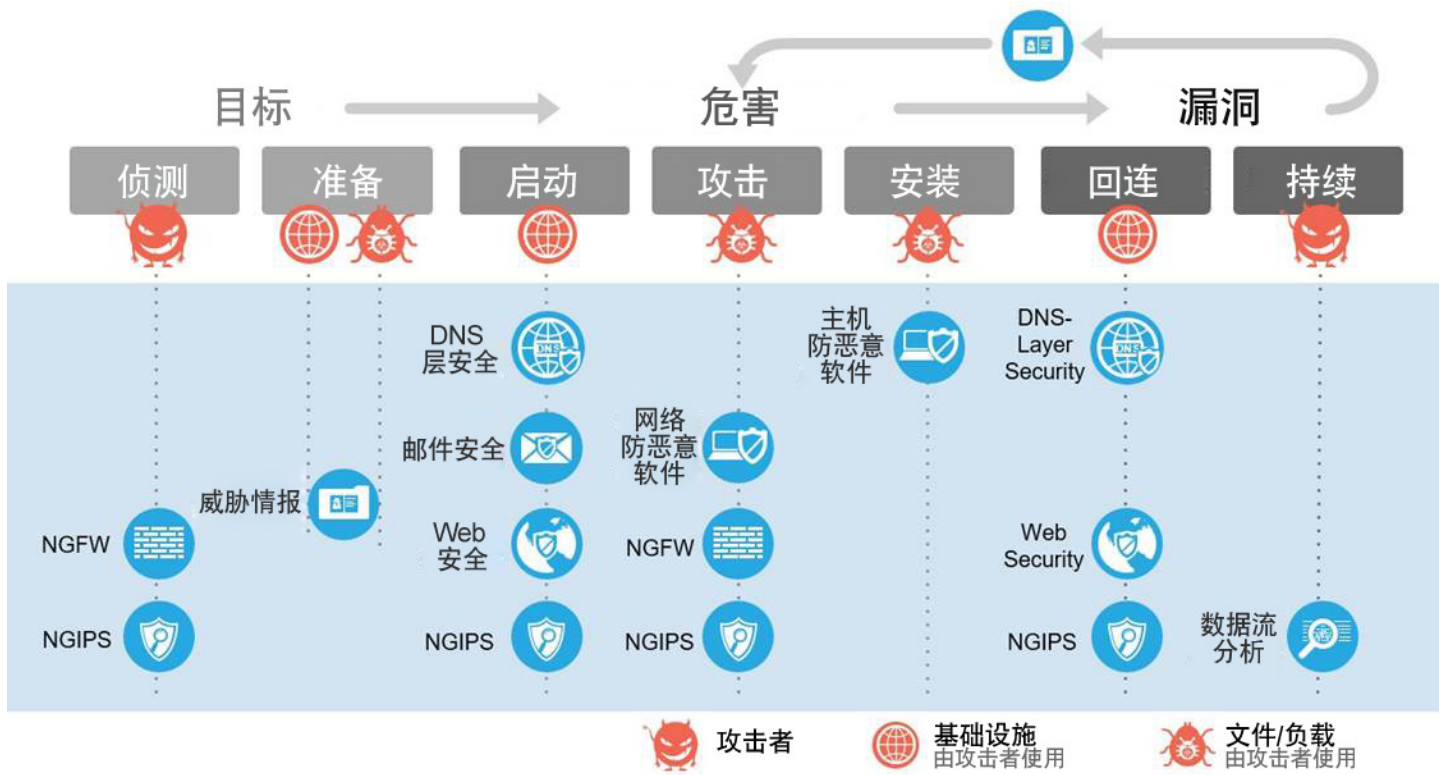 目标
危害
漏洞
侦测
准备
启动
攻击
安装
回连
持续
DNS
层安全
DNS
主机
防恶意
软件
DNS-
Layer
Security
DNS
邮件安全
网络
防恶意
软件
威胁情报
NGFW
Web
安全
NGFW
Web
Security
NGIPS
NGIPS
NGIPS
NGIPS
数据流
分析
攻击者
基础设施
由攻击者使用
文件/负载
由攻击者使用